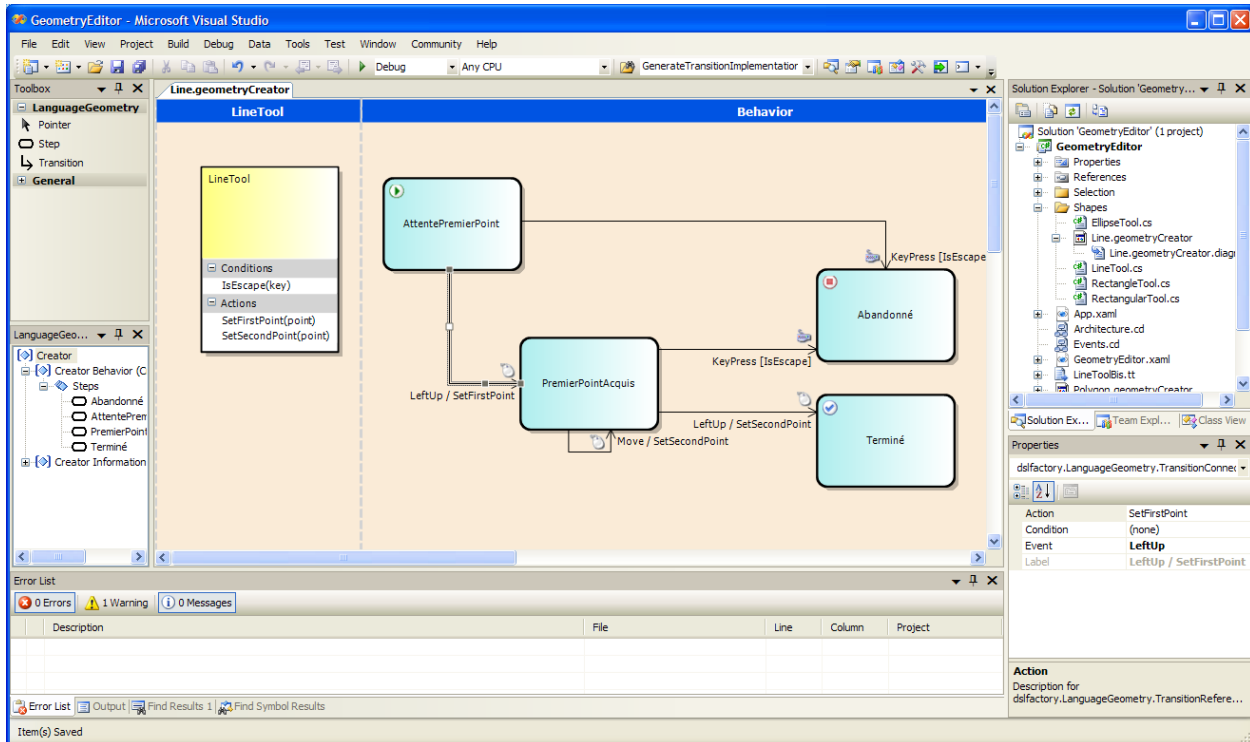 GeometryEditor - Microsoft Visual Studio
File Edit View Project Build Debug Data Tools Test Window Community Help
Debug Any CPU GenerateTransitionImplementatior
Toolbox
LanguageGeometry
Pointer
Step
Transition
General
LanguageGeo...
Creator
Creator Behavior (C
Steps
Abandonné
AttentePrem
PremierPoint
Terminé
Creator Information
Line.geometryCreator
LineTool Behavior
LineTool
Conditions
IsEscape(key)
Actions
SetFirstPoint(point)
SetSecondPoint(point)
AttentePremierPoint
KeyPress [IsEscape
Abandonné
KeyPress [IsEscape]
PremierPointAcquis
LeftUp / SetFirstPoint
LeftUp / SetSecondPoint
Move / SetSecondPoint
Terminé
Solution Explorer - Solution 'Geometry...
Solution 'GeometryEditor' (1 project)
GeometryEditor
Properties
References
Selection
Shapes
EllipseTool.cs
Line.geometryCreator
Line.geometryCreator.diagr
LineTool.cs
RectangleTool.cs
RectangularTool.cs
App.xaml
Architecture.cd
Events.cd
GeometryEditor.xaml
LineToolBis.tt
Polygon.geometryCreator
Solution Ex... Team Expl... Class View
Properties
dslfactory.LanguageGeometry.TransitionConnec
Action SetFirstPoint
Condition (none)
Event LeftUp
Label LeftUp / SetFirstPoint
Action
Description for
dslfactory.LanguageGeometry.TransitionRefere...
Error List
0 Errors 1 Warning 0 Messages
Description File Line Column Project
Error List Output Find Results 1 Find Symbol Results
Item(s) Saved